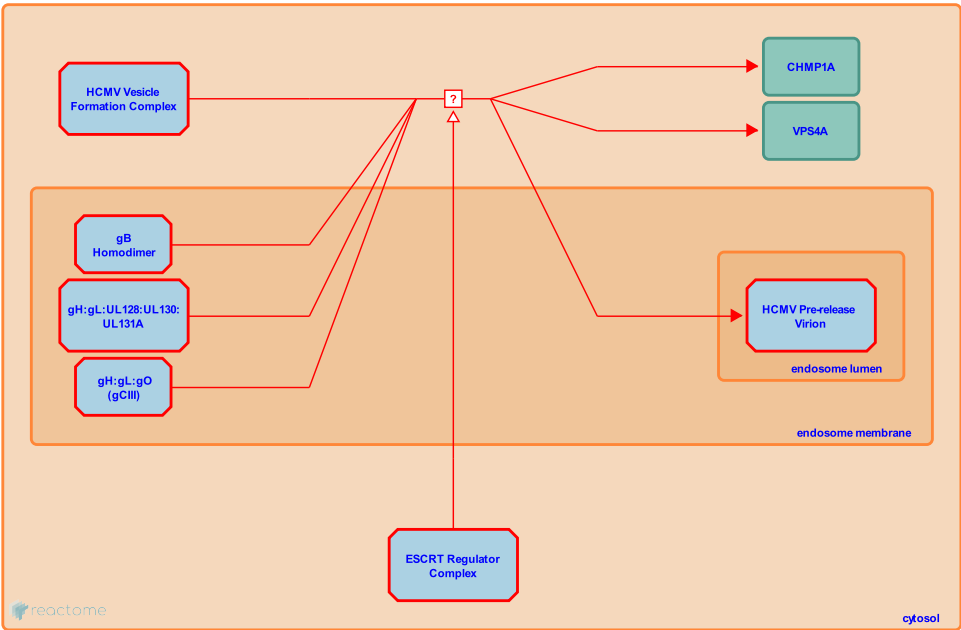 HCMV Vesicle
Formation Complex
?
CHMP1A
VPS4A
gB
Homodimer
gH:gL:UL128:UL130:
UL131A
gH:gL:gO
(gCIII)
HCMV Pre-release
Virion
endosome lumen
endosome membrane
ESCRT Regulator
Complex
reactome
cytosol